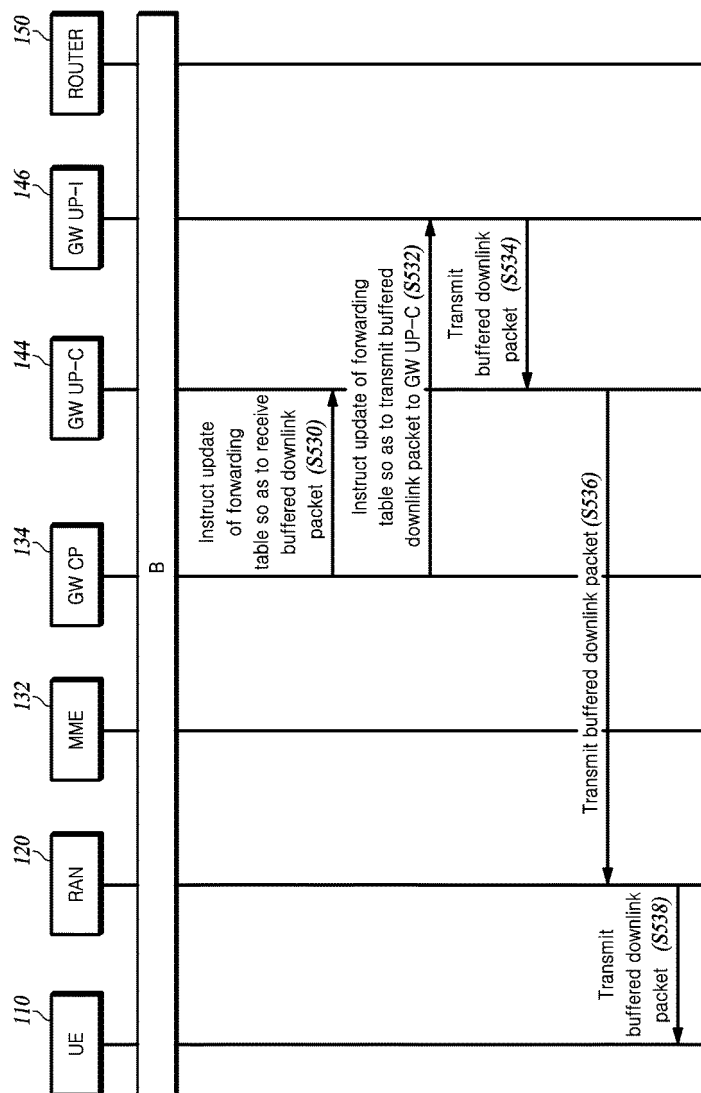 110
120
132
134
144
146
150
UE
RAN
MME
GW CP
GW UP-C
GW UP-I
ROUTER
B
Instruct update
of forwarding
table so as to receive
buffered downlink
packet (S530)
Instruct update of forwarding
table so as to transmit buffered
downlink packet to GW UP-C (S532)
Transmit
buffered downlink
packet (S534)
Transmit buffered downlink packet (S536)
Transmit
buffered downlink
packet (S538)